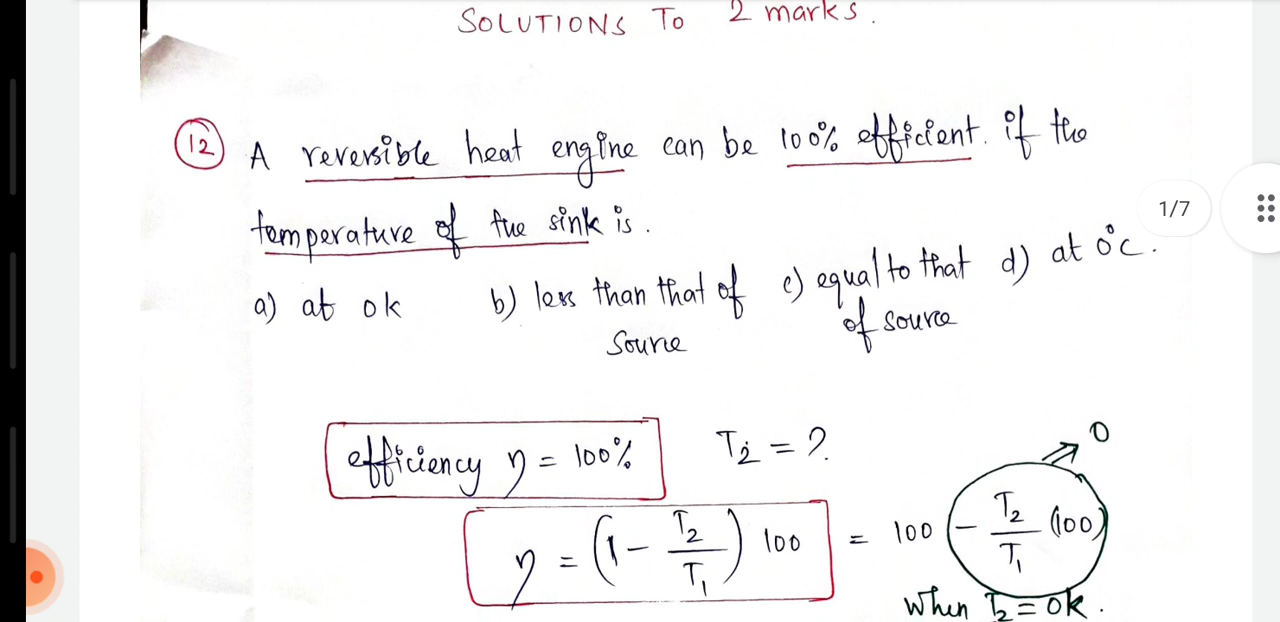 SOLUTIONS TO 2 marks.
12 A reversible heat engine can be 100% efficient. if the
temperature of the sink is.
a) at 0k b) less than that of source c) equal to that of source d) at 0°c.
1/7
efficiency η = 100% T2 = ?
η = (1 - T2/T1) 100 = 100 (- T2/T1 (100)) ⇒ 0
when T2 = 0k.